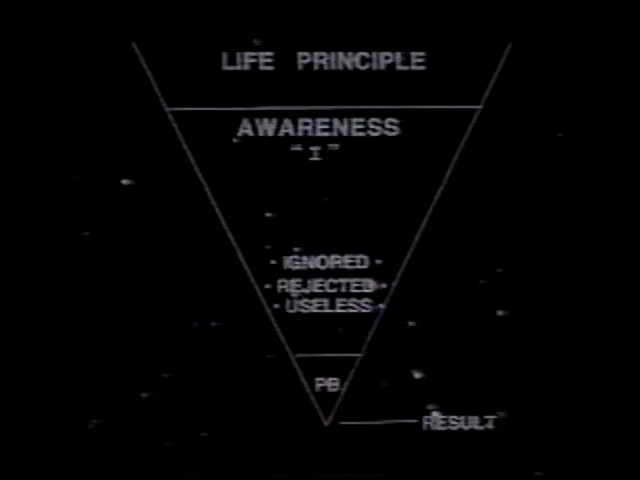 LIFE PRINCIPLE
AWARENESS
"I"
- IGNORED -
- REJECTED -
- USELESS -
PB
RESULT